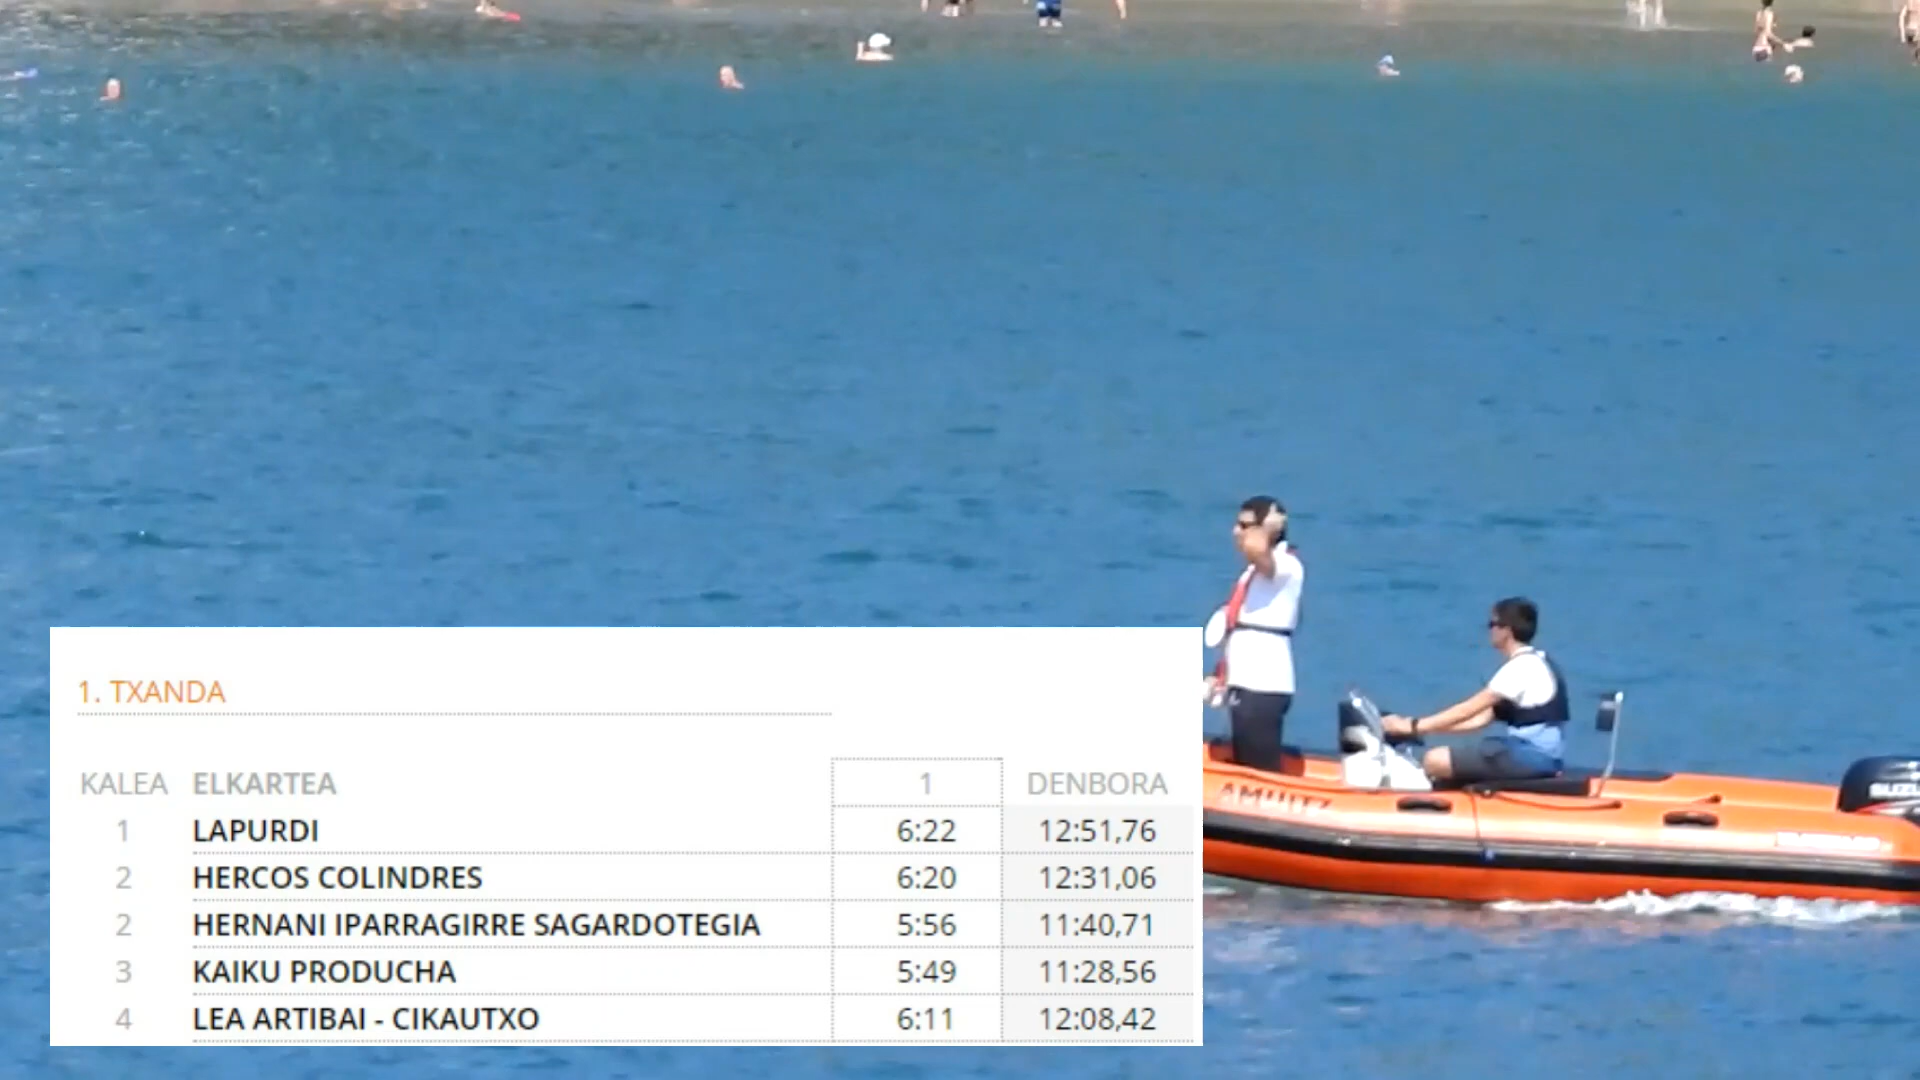 1. TXANDA
KALEA ELKARTEA 1 DENBORA
1 LAPURDI 6:22 12:51,76
2 HERCOS COLINDRES 6:20 12:31,06
2 HERNANI IPARRAGIRRE SAGARDOTEGIA 5:56 11:40,71
3 KAIKU PRODUCHA 5:49 11:28,56
4 LEA ARTIBAI - CIKAUTXO 6:11 12:08,42